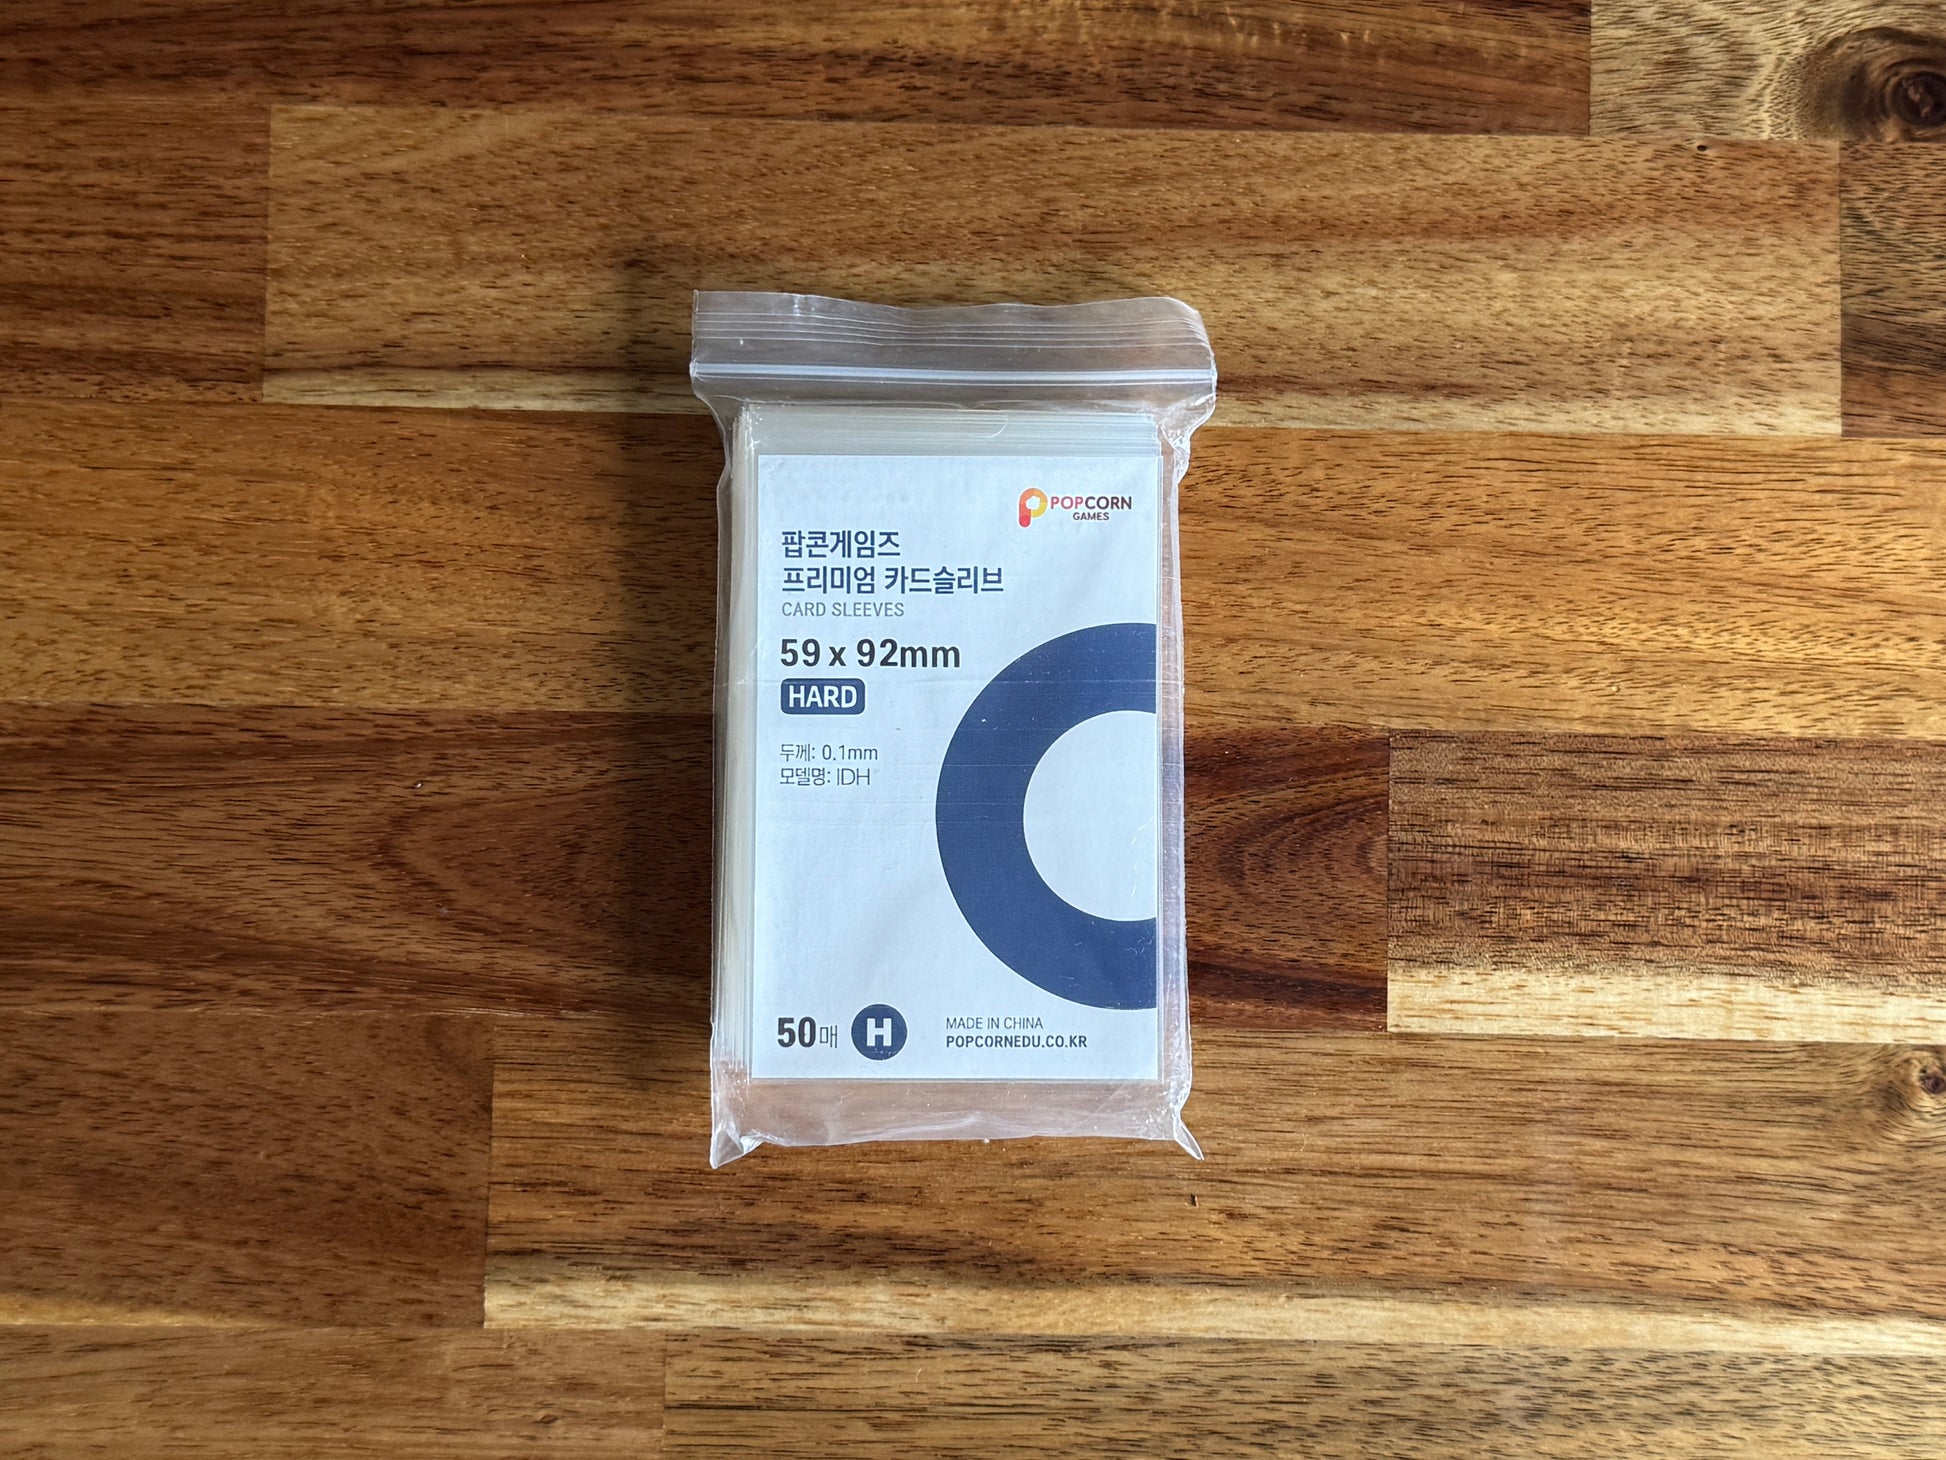 POPCORN
GAMES
팝콘게임즈
프리미엄 카드슬리브
CARD SLEEVES
59 x 92mm
HARD
두께: 0.1mm
모델명: IDH
50매
H
MADE IN CHINA
POPCORNEDU.CO.KR